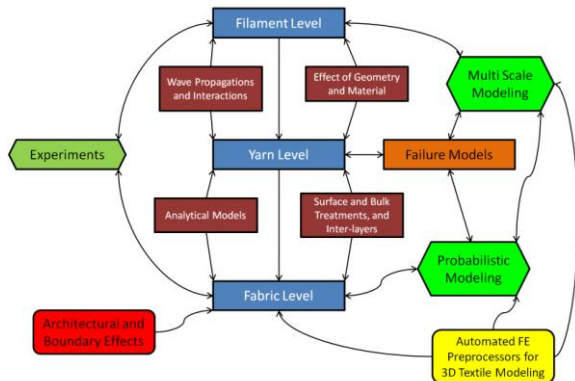 Filament Level
Wave Propagations
and Interactions
Effect of Geometry
and Material
Multi Scale
Modeling
Experiments
Yarn Level
Failure Models
Analytical Models
Surface and Bulk
Treatments, and
Inter-layers
Probabilistic
Modeling
Fabric Level
Architectural and
Boundary Effects
Automated FE
Preprocessors for
3D Textile Modeling